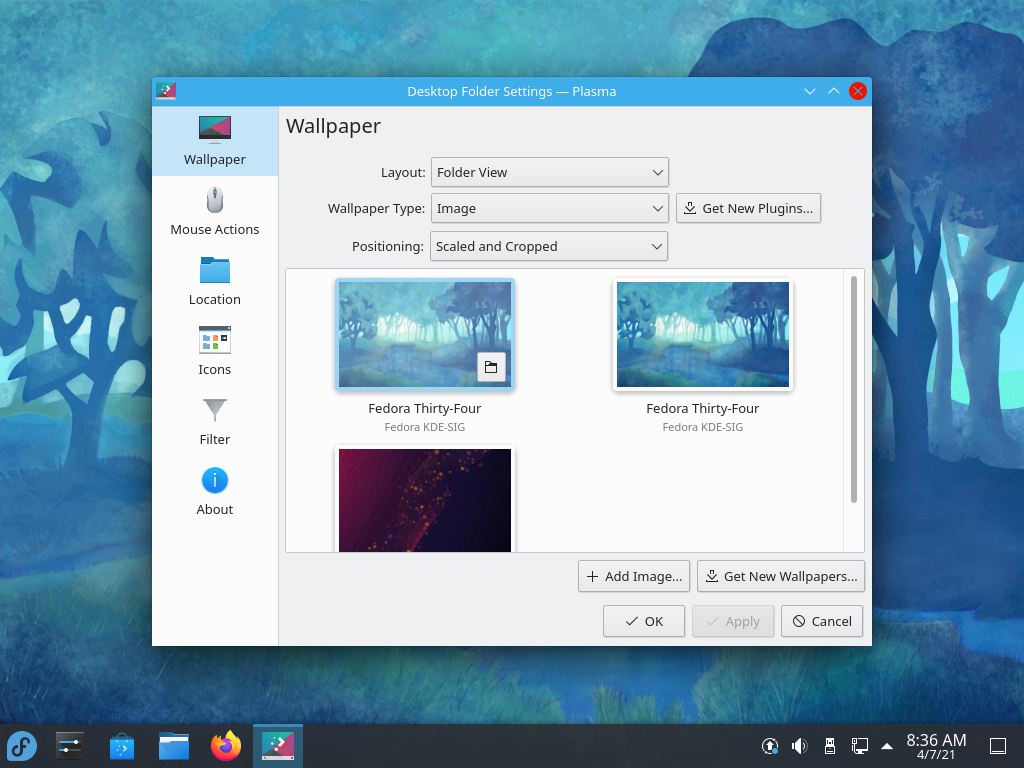 Desktop Folder Settings — Plasma
Wallpaper
Mouse Actions
Location
Icons
Filter
About
Wallpaper
Layout: Folder View
Wallpaper Type: Image Get New Plugins...
Positioning: Scaled and Cropped
Fedora Thirty-Four Fedora Thirty-Four
Fedora KDE-SIG Fedora KDE-SIG
Add Image... Get New Wallpapers...
OK Apply Cancel
8:36 AM
4/7/21